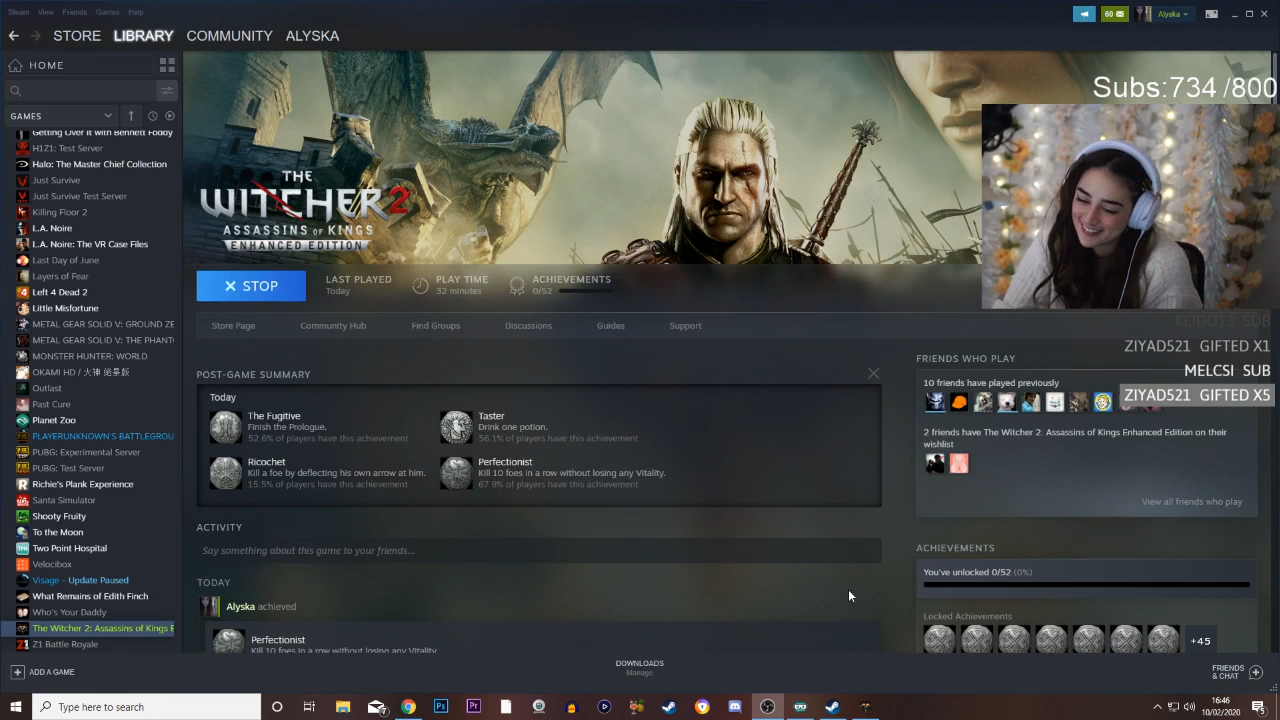 Steam View Friends Games Help
60
Alyska
STORE LIBRARY COMMUNITY ALYSKA
HOME
GAMES
Getting Over It with Bennett Foddy
H1Z1: Test Server
Halo: The Master Chief Collection
Just Survive
Just Survive Test Server
Killing Floor 2
L.A. Noire
L.A. Noire: The VR Case Files
Last Day of June
Layers of Fear
Left 4 Dead 2
Little Misfortune
METAL GEAR SOLID V: GROUND ZE
METAL GEAR SOLID V: THE PHANT
MONSTER HUNTER: WORLD
OKAMI HD / 大神 絶景版
Outlast
Past Cure
Planet Zoo
PLAYERUNKNOWN'S BATTLEGROU
PUBG: Experimental Server
PUBG: Test Server
Richie's Plank Experience
Santa Simulator
Shooty Fruity
To the Moon
Two Point Hospital
Velocibox
Visage - Update Paused
What Remains of Edith Finch
Who's Your Daddy
The Witcher 2: Assassins of Kings E
Z1 Battle Royale
ADD A GAME
THE
WITCHER 2
ASSASSINS OF KINGS
ENHANCED EDITION
Subs:734 /800
STOP
LAST PLAYED
Today
PLAY TIME
32 minutes
ACHIEVEMENTS
0/52
Store Page Community Hub Find Groups Discussions Guides Support
KEIDO13 SUB
ZIYAD521 GIFTED X1
MELCSI SUB
ZIYAD521 GIFTED X5
POST-GAME SUMMARY
Today
The Fugitive
Finish the Prologue.
52.6% of players have this achievement
Taster
Drink one potion.
56.1% of players have this achievement
Ricochet
Kill a foe by deflecting his own arrow at him.
15.5% of players have this achievement
Perfectionist
Kill 10 foes in a row without losing any Vitality.
67.9% of players have this achievement
ACTIVITY
Say something about this game to your friends...
TODAY
Alyska achieved
Perfectionist
Kill 10 foes in a row without losing any Vitality.
FRIENDS WHO PLAY
10 friends have played previously
2 friends have The Witcher 2: Assassins of Kings Enhanced Edition on their
wishlist
View all friends who play
ACHIEVEMENTS
You've unlocked 0/52 (0%)
Locked Achievements
+45
DOWNLOADS
Manage
FRIENDS
& CHAT
Type here to search
16:46
10/02/2020